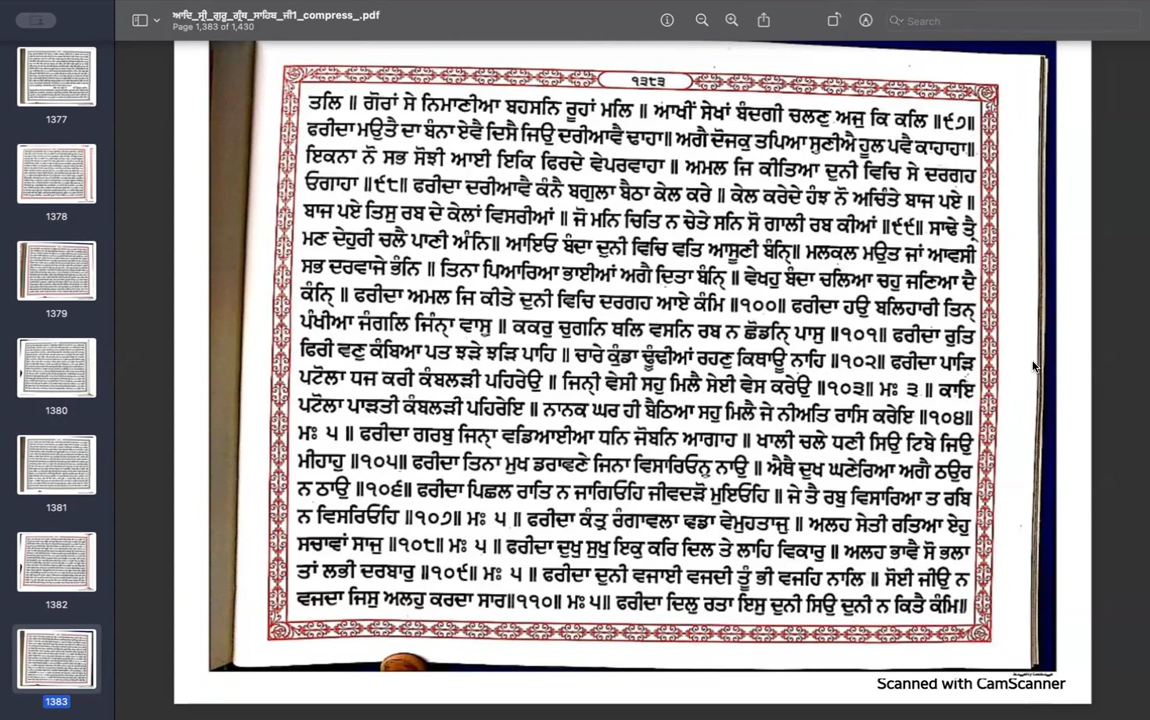 ਆਦਿ_ਸ੍ਰੀ_ਗੁਰੂ_ਗ੍ਰੰਥ_ਸਾਹਿਬ_ਜੀ1_compress_.pdf
Page 1,383 of 1,430
Search
੧੩੮੩
ਤਲਿ ॥ ਗੋਰਾਂ ਸੇ ਨਿਮਾਣੀਆ ਬਹਸਨਿ ਰੂਹਾਂ ਮਲਿ ॥ ਆਖੀਂ ਸੇਖਾਂ ਬੰਦਗੀ ਚਲਣੁ ਅਜੁ ਕਿ ਕਲਿ ॥੯੭॥
ਫਰੀਦਾ ਮਉਤੈ ਦਾ ਬੰਨਾ ਏਵੈ ਦਿਸੈ ਜਿਉ ਦਰੀਆਵੈ ਢਾਹਾ॥ ਅਗੈ ਦੋਜਕੁ ਤਪਿਆ ਸੁਣੀਐ ਹੂਲ ਪਵੈ ਕਾਹਾਹਾ॥
ਇਕਨਾ ਨੋ ਸਭ ਸੋਝੀ ਆਈ ਇਕਿ ਫਿਰਦੇ ਵੇਪਰਵਾਹਾ ॥ ਅਮਲ ਜਿ ਕੀਤਿਆ ਦੁਨੀ ਵਿਚਿ ਸੇ ਦਰਗਹ
ਓਗਾਹਾ ॥੯੮॥ ਫਰੀਦਾ ਦਰੀਆਵੈ ਕੰਨੈ ਬਗੁਲਾ ਬੈਠਾ ਕੇਲ ਕਰੇ ॥ ਕੇਲ ਕਰੇਦੇ ਹੰਝ ਨੋ ਅਚਿੰਤੇ ਬਾਜ ਪਏ ॥
ਬਾਜ ਪਏ ਤਿਸੁ ਰਬ ਦੇ ਕੇਲਾਂ ਵਿਸਰੀਆਂ ॥ ਜੋ ਮਨਿ ਚਿਤਿ ਨ ਚੇਤੇ ਸਨਿ ਸੋ ਗਾਲੀ ਰਬ ਕੀਆਂ ॥੯੯॥ ਸਾਢੇ ਤ੍ਰੈ
ਮਣ ਦੇਹੁਰੀ ਚਲੈ ਪਾਣੀ ਅੰਨਿ॥ ਆਇਓ ਬੰਦਾ ਦੁਨੀ ਵਿਚਿ ਵਤਿ ਆਸੂਣੀ ਬੰਨਿ੍॥ ਮਲਕਲ ਮਉਤ ਜਾਂ ਆਵਸੀ
ਸਭ ਦਰਵਾਜੇ ਭੰਨਿ ॥ ਤਿਨਾ ਪਿਆਰਿਆ ਭਾਈਆਂ ਅਗੈ ਦਿਤਾ ਬੰਨਿ੍ ॥ ਵੇਖਹੁ ਬੰਦਾ ਚਲਿਆ ਚਹੁ ਜਣਿਆ ਦੈ
ਕੰਨਿ੍ ॥ ਫਰੀਦਾ ਅਮਲ ਜਿ ਕੀਤੇ ਦੁਨੀ ਵਿਚਿ ਦਰਗਹ ਆਏ ਕੰਮਿ ॥੧੦੦॥ ਫਰੀਦਾ ਹਉ ਬਲਿਹਾਰੀ ਤਿਨ੍
ਪੰਖੀਆ ਜੰਗਲਿ ਜਿੰਨ੍ਾ ਵਾਸੁ ॥ ਕਕਰੁ ਚੁਗਨਿ ਥਲਿ ਵਸਨਿ ਰਬ ਨ ਛੋਡਨਿ੍ ਪਾਸੁ ॥੧੦੧॥ ਫਰੀਦਾ ਰੁਤਿ
ਫਿਰੀ ਵਣੁ ਕੰਬਿਆ ਪਤ ਝੜੇ ਝੜਿ ਪਾਹਿ ॥ ਚਾਰੇ ਕੁੰਡਾ ਢੂੰਢੀਆਂ ਰਹਣੁ ਕਿਥਾਊ ਨਾਹਿ ॥੧੦੨॥ ਫਰੀਦਾ ਪਾੜਿ
ਪਟੋਲਾ ਧਜ ਕਰੀ ਕੰਬਲੜੀ ਪਹਿਰੇਉ ॥ ਜਿਨੀ੍ ਵੇਸੀ ਸਹੁ ਮਿਲੈ ਸੇਈ ਵੇਸ ਕਰੇਉ ॥੧੦੩॥ ਮਃ ੩ ॥ ਕਾਇ
ਪਟੋਲਾ ਪਾੜਤੀ ਕੰਬਲੜੀ ਪਹਿਰੇਇ ॥ ਨਾਨਕ ਘਰ ਹੀ ਬੈਠਿਆ ਸਹੁ ਮਿਲੈ ਜੇ ਨੀਅਤਿ ਰਾਸਿ ਕਰੇਇ ॥੧੦੪॥
ਮਃ ੫ ॥ ਫਰੀਦਾ ਗਰਬੁ ਜਿਨ੍ਾ ਵਡਿਆਈਆ ਧਨਿ ਜੋਬਨਿ ਆਗਾਹ ॥ ਖਾਲੀ ਚਲੇ ਧਣੀ ਸਿਉ ਟਿਬੇ ਜਿਉ
ਮੀਹਾਹੁ ॥੧੦੫॥ ਫਰੀਦਾ ਤਿਨਾ ਮੁਖ ਡਰਾਵਣੇ ਜਿਨਾ ਵਿਸਾਰਿਓਨੁ ਨਾਉ ॥ ਐਥੈ ਦੁਖ ਘਣੇਰਿਆ ਅਗੈ ਠਉਰ
ਨ ਠਾਉ ॥੧੦੬॥ ਫਰੀਦਾ ਪਿਛਲ ਰਾਤਿ ਨ ਜਾਗਿਓਹਿ ਜੀਵਦੜੋ ਮੁਇਓਹਿ ॥ ਜੇ ਤੈ ਰਬੁ ਵਿਸਾਰਿਆ ਤ ਰਬਿ
ਨ ਵਿਸਰਿਓਹਿ ॥੧੦੭॥ ਮਃ ੫ ॥ ਫਰੀਦਾ ਕੰਤੁ ਰੰਗਾਵਲਾ ਵਡਾ ਵੇਮੁਹਤਾਜੁ ॥ ਅਲਹ ਸੇਤੀ ਰਤਿਆ ਏਹੁ
ਸਚਾਵਾਂ ਸਾਜੁ ॥੧੦੮॥ ਮਃ ੫ ॥ ਫਰੀਦਾ ਦੁਖੁ ਸੁਖੁ ਇਕੁ ਕਰਿ ਦਿਲ ਤੇ ਲਾਹਿ ਵਿਕਾਰੁ ॥ ਅਲਹ ਭਾਵੈ ਸੋ ਭਲਾ
ਤਾਂ ਲਭੀ ਦਰਬਾਰੁ ॥੧੦੯॥ ਮਃ ੫ ॥ ਫਰੀਦਾ ਦੁਨੀ ਵਜਾਈ ਵਜਦੀ ਤੂੰ ਭੀ ਵਜਹਿ ਨਾਲਿ ॥ ਸੋਈ ਜੀਉ ਨ
ਵਜਦਾ ਜਿਸੁ ਅਲਹੁ ਕਰਦਾ ਸਾਰ॥੧੧੦॥ ਮਃ ੫॥ ਫਰੀਦਾ ਦਿਲੁ ਰਤਾ ਇਸੁ ਦੁਨੀ ਸਿਉ ਦੁਨੀ ਨ ਕਿਤੈ ਕੰਮਿ॥
Scanned with CamScanner
1377
1378
1379
1380
1381
1382
1383